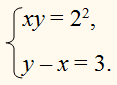 xy = 2²,
y – x = 3.